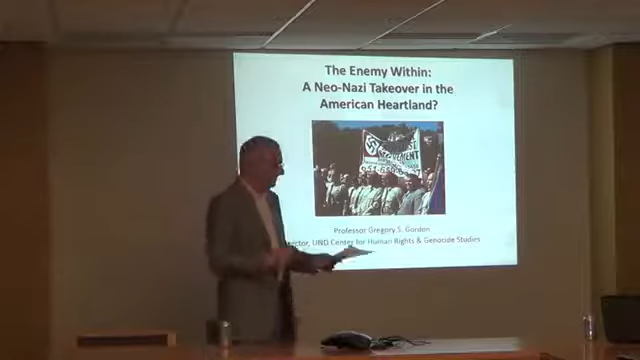 The Enemy Within:
A Neo-Nazi Takeover in the
American Heartland?
MOVEMENT
Professor Gregory S. Gordon
UND Center for Human Rights & Genocide Studies